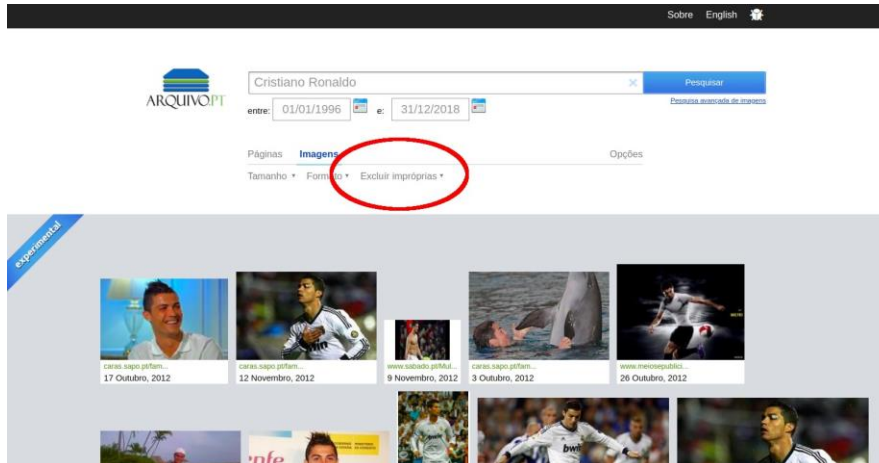 Sobre English
ARQUIVO.PT
Cristiano Ronaldo
Pesquisar
entre: 01/01/1996 e: 31/12/2018
Pesquisa avançada de imagens
Páginas Imagens Opções
Tamanho Formato Excluír impróprias
experimental
bwin
caras.sapo.pt/fam...
17 Outubro, 2012
caras.sapo.pt/fam...
12 Novembro, 2012
www.sabado.pt/Mul...
9 Novembro, 2012
caras.sapo.pt/fam...
3 Outubro, 2012
www.meiosepublici...
26 Outubro, 2012
bwin